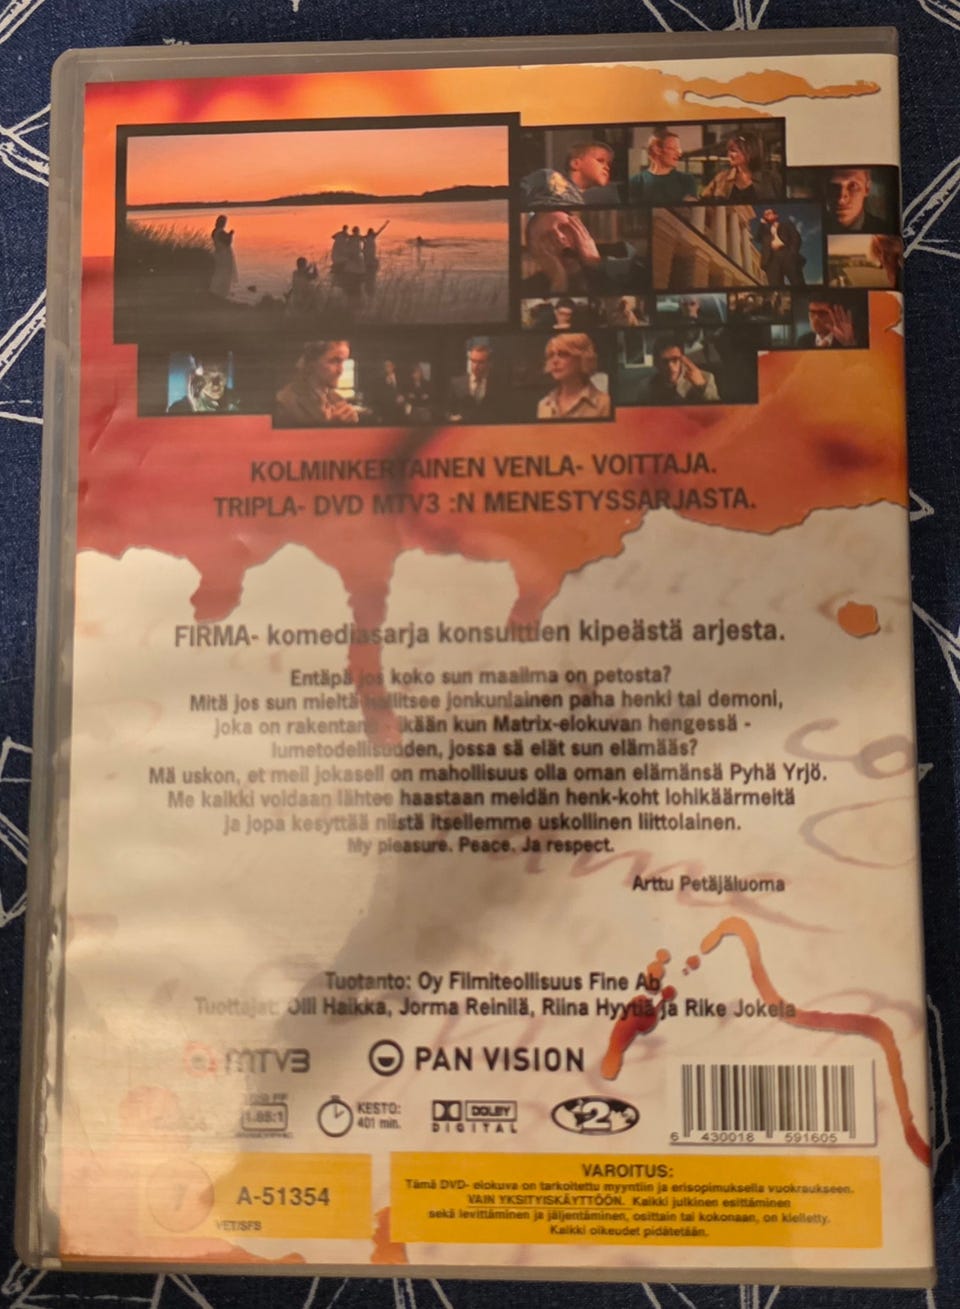 KOLMINKERTAINEN VENLA- VOITTAJA.
TRIPLA- DVD MTV3 :N MENESTYSSARJASTA.
FIRMA- komediasarja konsulttien kipeästä arjesta.
Entäpä jos koko sun maailma on petosta?
Mitä jos sun mieltä hallitsee jonkunlainen paha henki tai demoni,
joka on rakentanu ikään kun Matrix-elokuvan hengessä -
lumetodellisuuden, jossa sä elät sun elämääs?
Mä uskon, et meil jokasell on mahollisuus olla oman elämänsä Pyhä Yrjö.
Me kaikki voidaan lähtee haastaan meidän henk-koht lohikäärmeitä
ja jopa kesyttää niistä itsellemme uskollinen liittolainen.
My pleasure. Peace. Ja respect.
Arttu Petäjäluoma
Tuotanto: Oy Filmiteollisuus Fine Ab
Tuottajat: Olli Haikka, Jorma Reinilä, Riina Hyytiä ja Rike Jokela
MTV3 PAN VISION
1.85:1
KESTO:
401 min.
DOLBY
DIGITAL
2
6 430018 591605
7 A-51354
VET/SFS
VAROITUS:
Tämä DVD- elokuva on tarkoitettu myyntiin ja erisopimuksella vuokraukseen.
VAIN YKSITYISKÄYTTÖÖN. Kaikki julkinen esittäminen
sekä levittäminen ja jäljentäminen, osittain tai kokonaan, on kielletty.
Kaikki oikeudet pidätetään.